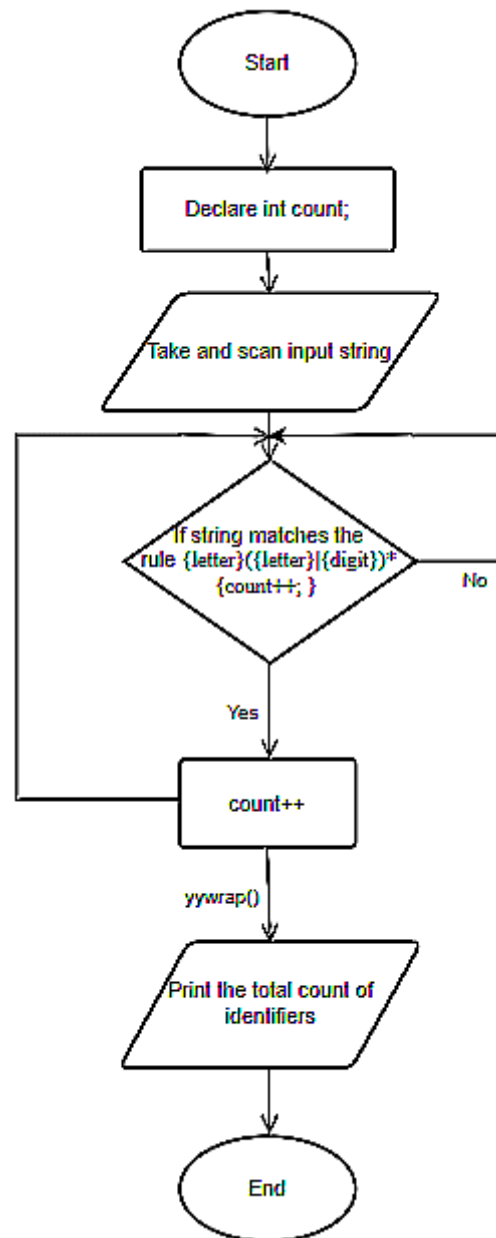 Start
Declare int count;
Take and scan input string
If string matches the
rule {letter}({letter}|{digit})*
{count++; }
No
Yes
count++
yywrap()
Print the total count of
identifiers
End